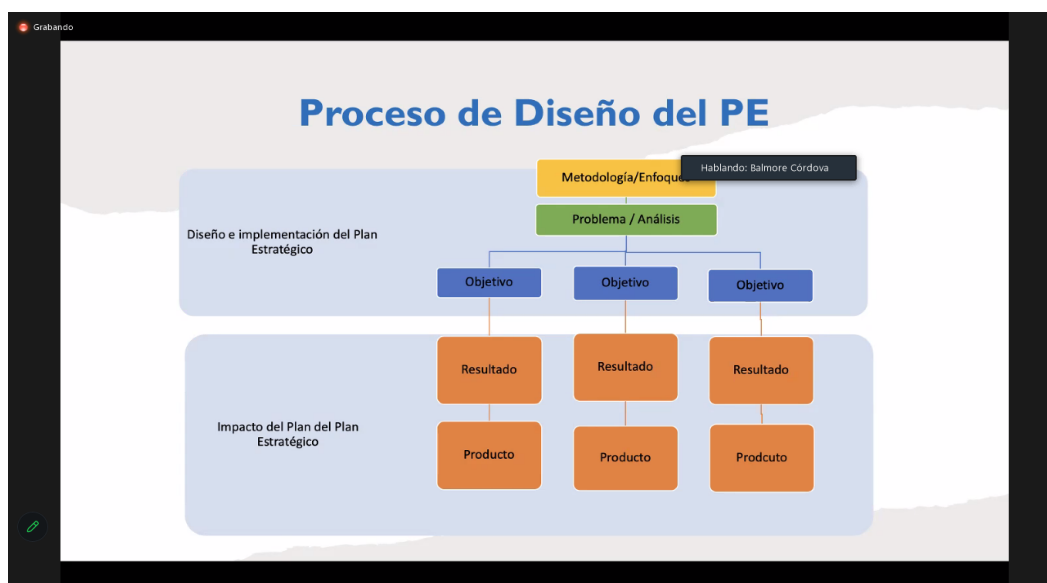 Grabando
Proceso de Diseño del PE
Hablando: Balmore Córdova
Metodología/Enfoque
Problema / Análisis
Diseño e implementación del Plan
Estratégico
Objetivo
Objetivo
Objetivo
Resultado
Resultado
Resultado
Impacto del Plan del Plan
Estratégico
Producto
Producto
Prodcuto